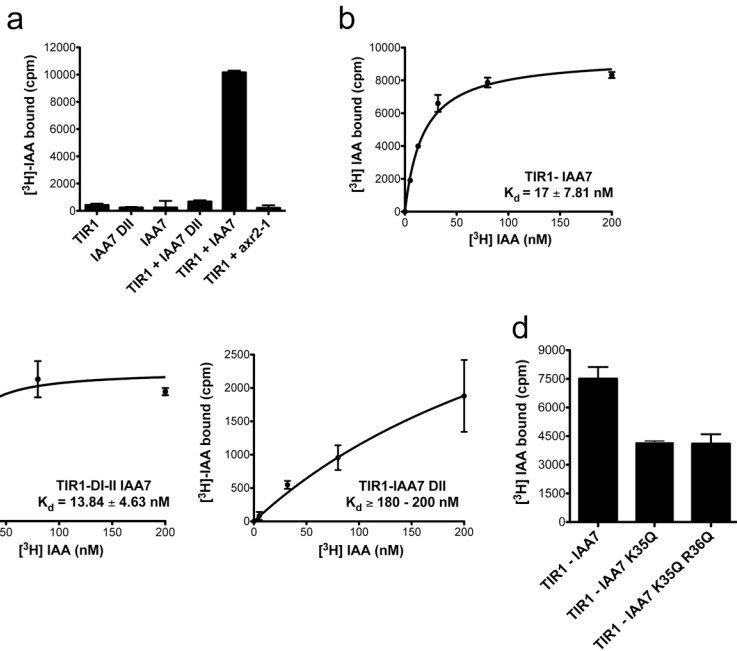 a
[³H]-IAA bound (cpm)
12000
10000
8000
6000
4000
2000
0
TIR1
IAA7 DII
IAA7
TIR1 + IAA7 DII
TIR1 + IAA7
TIR1 + axr2-1
b
[³H] IAA bound (cpm)
10000
8000
6000
4000
2000
0
TIR1- IAA7
Kd = 17 ± 7.81 nM
0 50 100 150 200
[³H] IAA (nM)
TIR1-DI-II IAA7
Kd = 13.84 ± 4.63 nM
50 100 150 200
[³H] IAA (nM)
[³H]-IAA bound (cpm)
2500
2000
1500
1000
500
0
TIR1-IAA7 DII
Kd ≥ 180 - 200 nM
0 50 100 150 200
[³H] IAA (nM)
d
[³H] IAA bound (cpm)
9000
7500
6000
4500
3000
1500
0
TIR1 - IAA7
TIR1 - IAA7 K35Q
TIR1 - IAA7 K35Q R36Q